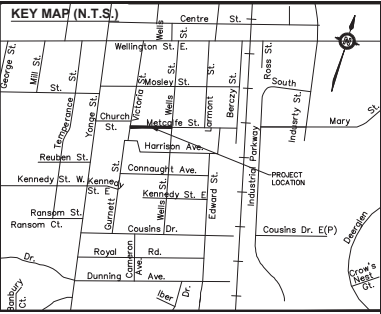 KEY MAP (N.T.S.)
Centre St.
Wells
Wellington St. E.
George St.
Mill St.
St.
Mosley St.
Victoria St.
Wells
Larmont St.
Berczy St.
Ross St.
South
Industry St.
Mary St.
Temperance St.
Yonge St.
Church St.
Metcalfe St.
Harrison Ave.
Industrial Parkway
Reuben St.
Connaught Ave.
PROJECT
LOCATION
Kennedy St. W.
Kennedy St. E
Kennedy St. E
Gurnett St.
Wells St.
Edward St.
Ransom St.
Ransom Ct.
Cousins Dr.
Cousins Dr. E(P)
Deerglen
Royal Rd.
Cameron Ave.
Dr.
Dunning Ave.
Crow's
Nest
Ct.
Banbury
Ct.
Iber Dr.